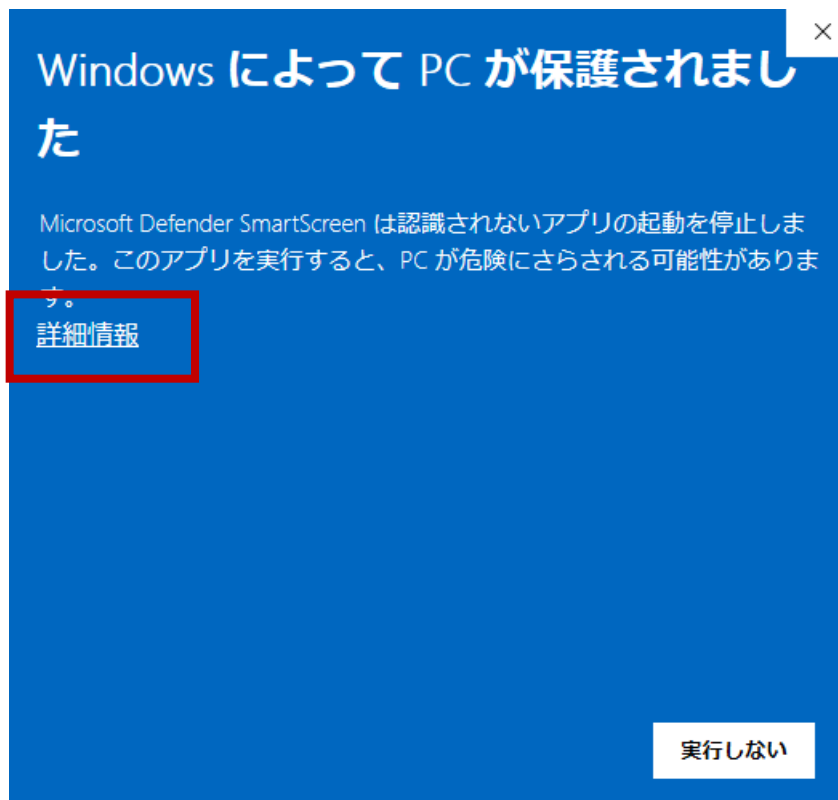 Windows によって PC が保護されまし
た
Microsoft Defender SmartScreen は認識されないアプリの起動を停止しま
した。このアプリを実行すると、PC が危険にさらされる可能性がありま
す。
詳細情報
実行しない